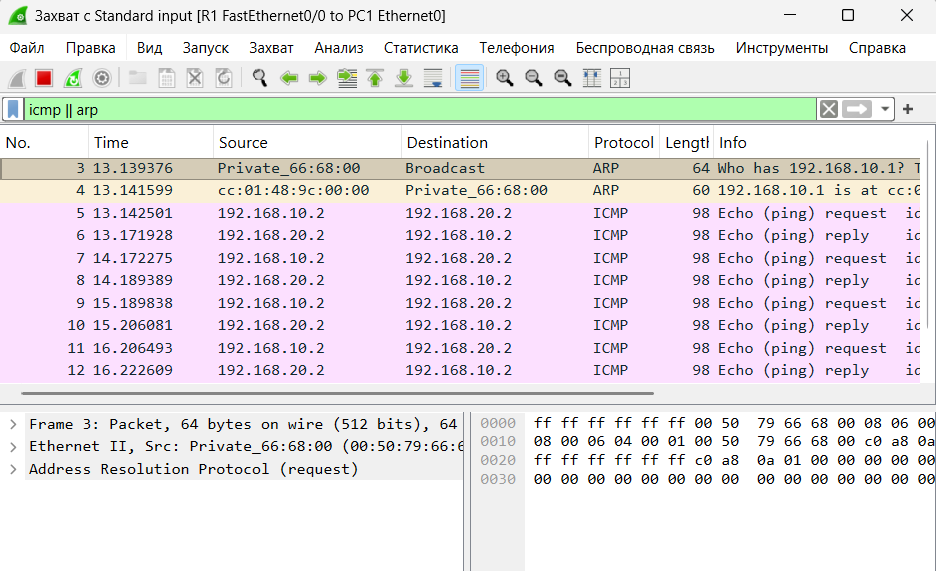 Захват с Standard input [R1 FastEthernet0/0 to PC1 Ethernet0]
Файл Правка Вид Запуск Захват Анализ Статистика Телефония Беспроводная связь Инструменты Справка
icmp || arp
No. Time Source Destination Protocol Length Info
3 13.139376 Private_66:68:00 Broadcast ARP 64 Who has 192.168.10.1? T
4 13.141599 cc:01:48:9c:00:00 Private_66:68:00 ARP 60 192.168.10.1 is at cc:0
5 13.142501 192.168.10.2 192.168.20.2 ICMP 98 Echo (ping) request id
6 13.171928 192.168.20.2 192.168.10.2 ICMP 98 Echo (ping) reply id
7 14.172275 192.168.10.2 192.168.20.2 ICMP 98 Echo (ping) request id
8 14.189389 192.168.20.2 192.168.10.2 ICMP 98 Echo (ping) reply id
9 15.189838 192.168.10.2 192.168.20.2 ICMP 98 Echo (ping) request id
10 15.206081 192.168.20.2 192.168.10.2 ICMP 98 Echo (ping) reply id
11 16.206493 192.168.10.2 192.168.20.2 ICMP 98 Echo (ping) request id
12 16.222609 192.168.20.2 192.168.10.2 ICMP 98 Echo (ping) reply id
Frame 3: Packet, 64 bytes on wire (512 bits), 64
Ethernet II, Src: Private_66:68:00 (00:50:79:66:6
Address Resolution Protocol (request)
0000 ff ff ff ff ff ff 00 50 79 66 68 00 08 06 00
0010 08 00 06 04 00 01 00 50 79 66 68 00 c0 a8 0a
0020 ff ff ff ff ff ff c0 a8 0a 01 00 00 00 00 00
0030 00 00 00 00 00 00 00 00 00 00 00 00 00 00 00